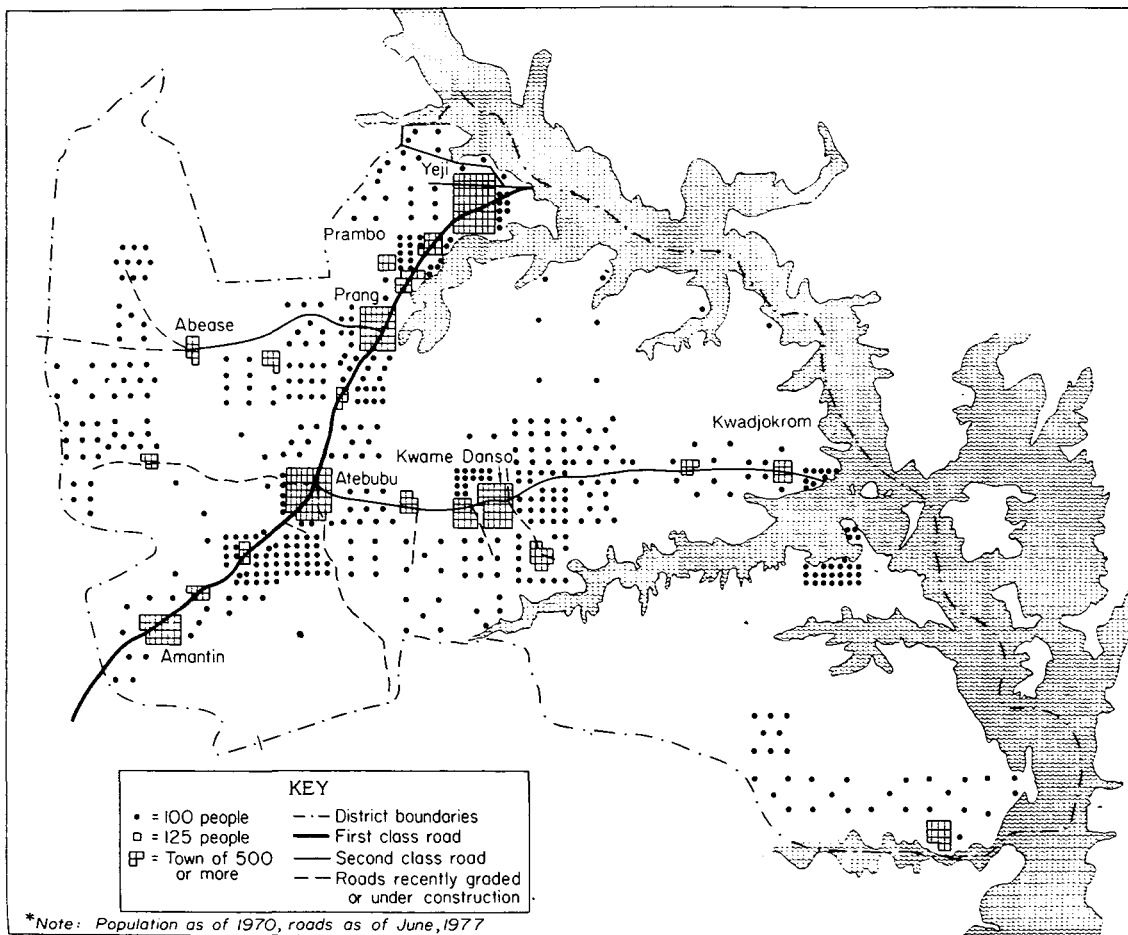 Yeji
Prambo
Prang
Abease
Kwadjokrom
Kwame Danso
Atebubu
Amantin
KEY
• = 100 people
= 125 people
= Town of 500
or more
District boundaries
First class road
Second class road
Roads recently graded
or under construction
*Note: Population as of 1970, roads as of June, 1977